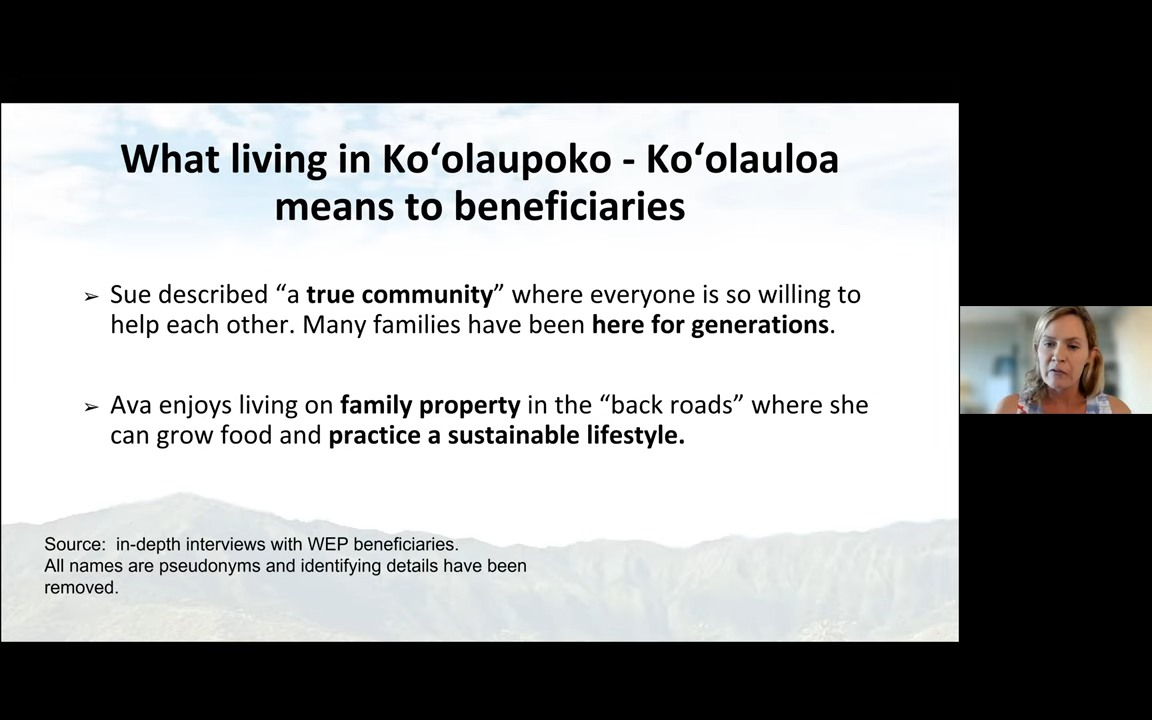 What living in Koʻolaupoko - Koʻolauloa
means to beneficiaries
➢ Sue described “a true community” where everyone is so willing to
help each other. Many families have been here for generations.
➢ Ava enjoys living on family property in the “back roads” where she
can grow food and practice a sustainable lifestyle.
Source:  in-depth interviews with WEP beneficiaries.
All names are pseudonyms and identifying details have been
removed.